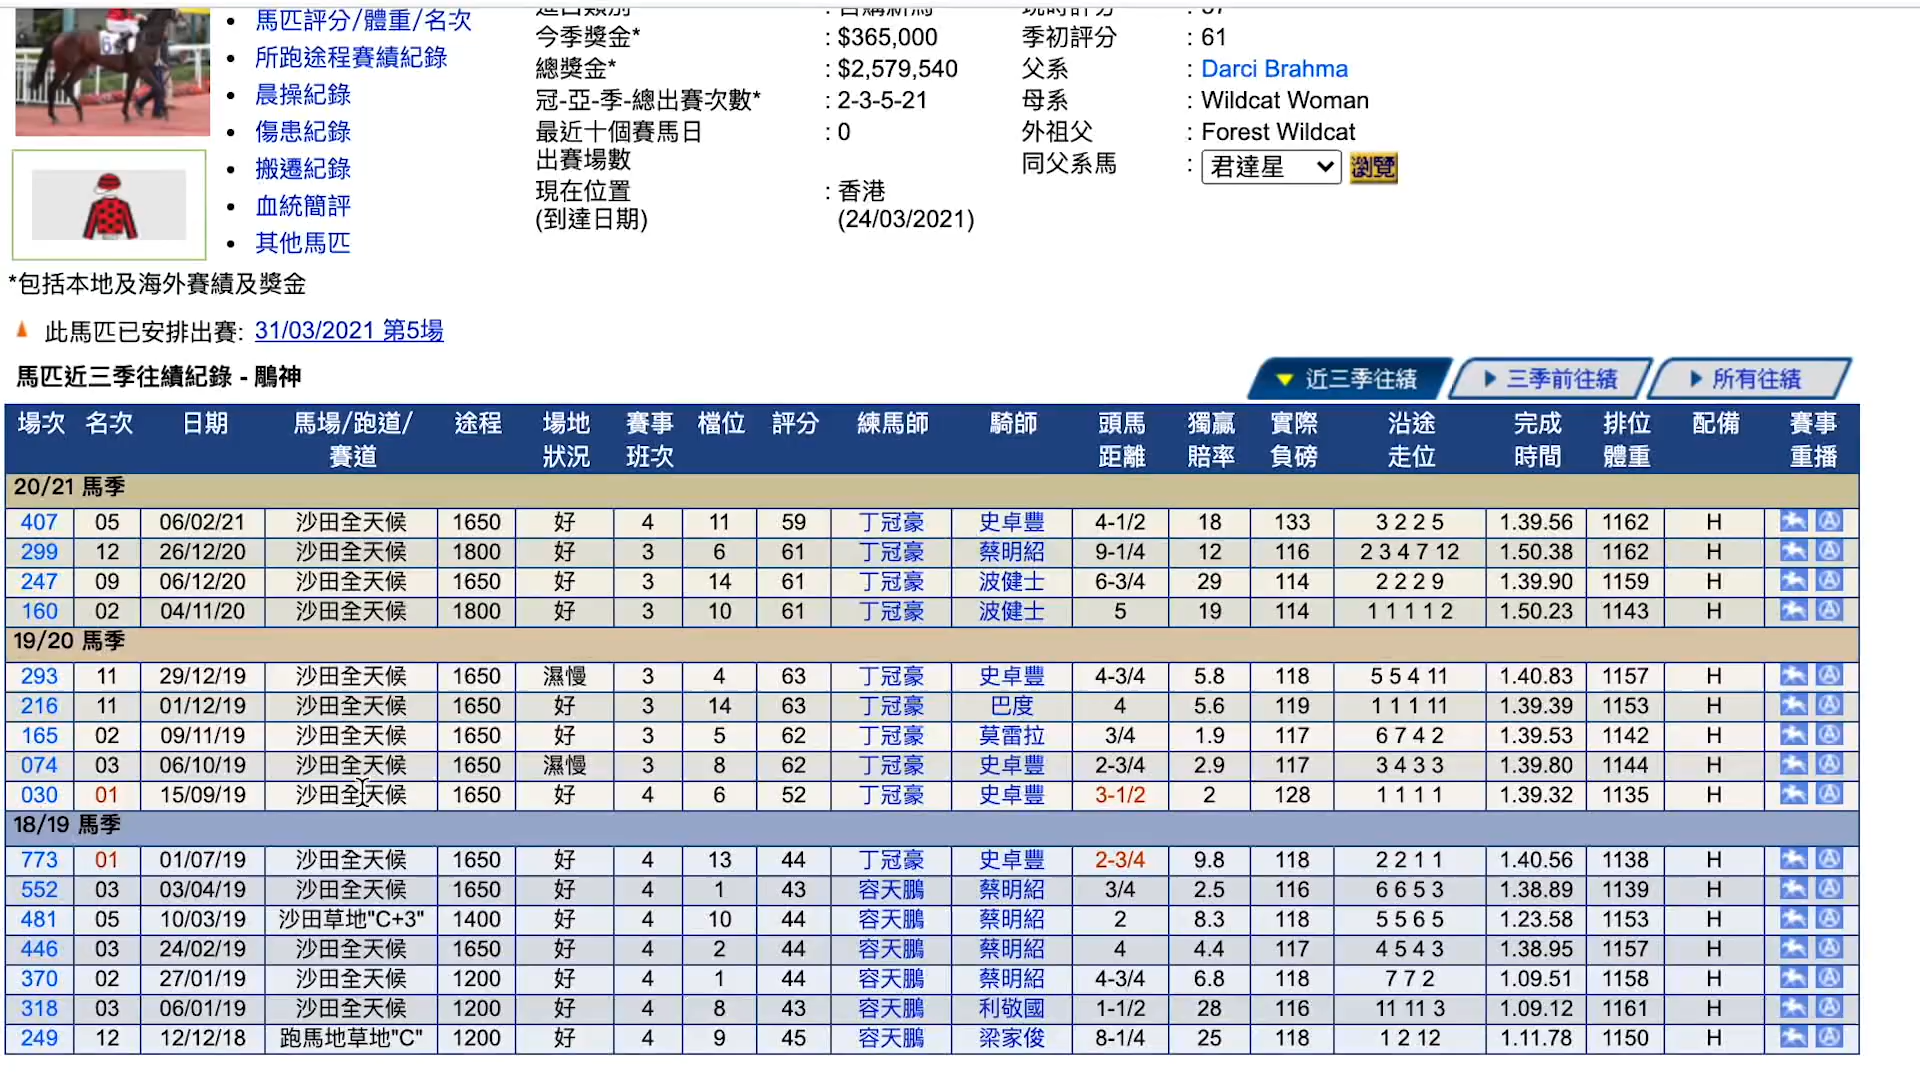 馬匹評分/體重/名次
所跑途程賽績紀錄
晨操紀錄
傷患紀錄
搬遷紀錄
血統簡評
其他馬匹
今季獎金* : $365,000 季初評分 : 61
總獎金* : $2,579,540 父系 : Darci Brahma
冠-亞-季-總出賽次數* : 2-3-5-21 母系 : Wildcat Woman
最近十個賽馬日 : 0 外祖父 : Forest Wildcat
出賽場數 同父系馬 : 君達星 瀏覽
現在位置 : 香港
(到達日期) (24/03/2021)
*包括本地及海外賽績及獎金
此馬匹已安排出賽: 31/03/2021 第5場
馬匹近三季往績紀錄 - 鵰神 近三季往績 三季前往績 所有往績
場次 名次 日期 馬場/跑道/ 途程 場地 賽事 檔位 評分 練馬師 騎師 頭馬 獨贏 實際 沿途 完成 排位 配備 賽事
賽道 狀況 班次 距離 賠率 負磅 走位 時間 體重 重播
20/21 馬季
407 05 06/02/21 沙田全天候 1650 好 4 11 59 丁冠豪 史卓豐 4-1/2 18 133 3 2 2 5 1.39.56 1162 H
299 12 26/12/20 沙田全天候 1800 好 3 6 61 丁冠豪 蔡明紹 9-1/4 12 116 2 3 4 7 12 1.50.38 1162 H
247 09 06/12/20 沙田全天候 1650 好 3 14 61 丁冠豪 波健士 6-3/4 29 114 2 2 2 9 1.39.90 1159 H
160 02 04/11/20 沙田全天候 1800 好 3 10 61 丁冠豪 波健士 5 19 114 1 1 1 1 2 1.50.23 1143 H
19/20 馬季
293 11 29/12/19 沙田全天候 1650 濕慢 3 4 63 丁冠豪 史卓豐 4-3/4 5.8 118 5 5 4 11 1.40.83 1157 H
216 11 01/12/19 沙田全天候 1650 好 3 14 63 丁冠豪 巴度 4 5.6 119 1 1 1 11 1.39.39 1153 H
165 02 09/11/19 沙田全天候 1650 好 3 5 62 丁冠豪 莫雷拉 3/4 1.9 117 6 7 4 2 1.39.53 1142 H
074 03 06/10/19 沙田全天候 1650 濕慢 3 8 62 丁冠豪 史卓豐 2-3/4 2.9 117 3 4 3 3 1.39.80 1144 H
030 01 15/09/19 沙田全天候 1650 好 4 6 52 丁冠豪 史卓豐 3-1/2 2 128 1 1 1 1 1.39.32 1135 H
18/19 馬季
773 01 01/07/19 沙田全天候 1650 好 4 13 44 丁冠豪 史卓豐 2-3/4 9.8 118 2 2 1 1 1.40.56 1138 H
552 03 03/04/19 沙田全天候 1650 好 4 1 43 容天鵬 蔡明紹 3/4 2.5 116 6 6 5 3 1.38.89 1139 H
481 05 10/03/19 沙田草地"C+3" 1400 好 4 10 44 容天鵬 蔡明紹 2 8.3 118 5 5 6 5 1.23.58 1153 H
446 03 24/02/19 沙田全天候 1650 好 4 2 44 容天鵬 蔡明紹 4 4.4 117 4 5 4 3 1.38.95 1157 H
370 02 27/01/19 沙田全天候 1200 好 4 1 44 容天鵬 蔡明紹 4-3/4 6.8 118 7 7 2 1.09.51 1158 H
318 03 06/01/19 沙田全天候 1200 好 4 8 43 容天鵬 利敬國 1-1/2 28 116 11 11 3 1.09.12 1161 H
249 12 12/12/18 跑馬地草地"C" 1200 好 4 9 45 容天鵬 梁家俊 8-1/4 25 118 1 2 12 1.11.78 1150 H